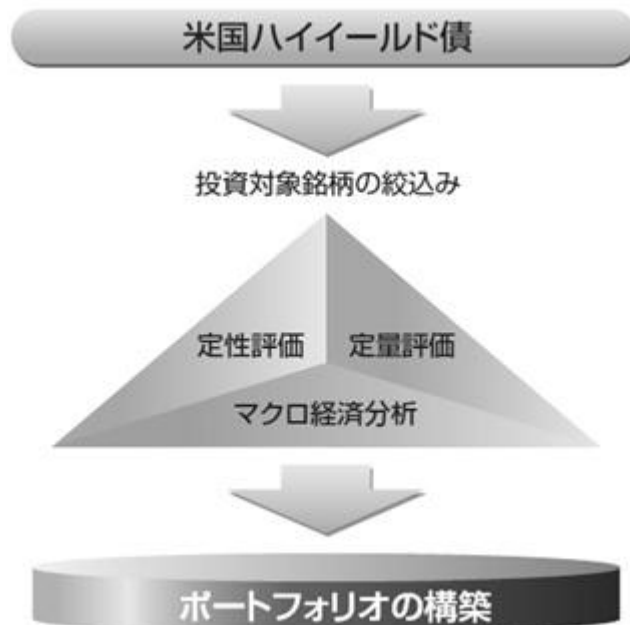 米国ハイイールド債
投資対象銘柄の絞込み
定性評価 定量評価
マクロ経済分析
ポートフォリオの構築